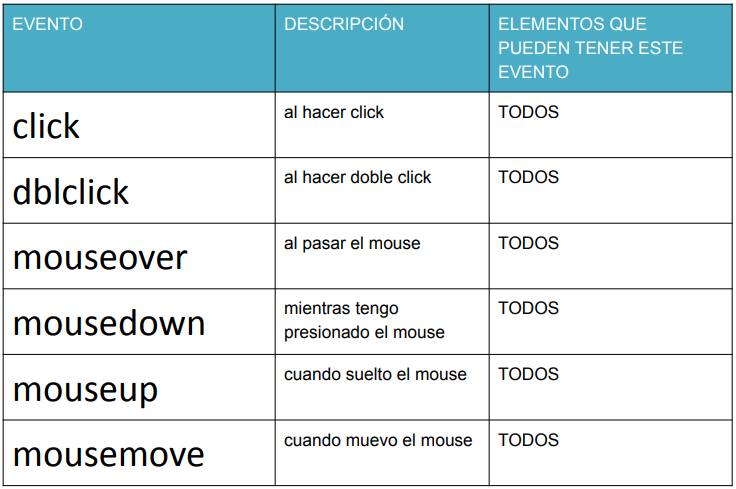 EVENTO
DESCRIPCIÓN
ELEMENTOS QUE
PUEDEN TENER ESTE
EVENTO
click
al hacer click
TODOS
dblclick
al hacer doble click
TODOS
mouseover
al pasar el mouse
TODOS
mousedown
mientras tengo
presionado el mouse
TODOS
mouseup
cuando suelto el mouse
TODOS
mousemove
cuando muevo el mouse
TODOS